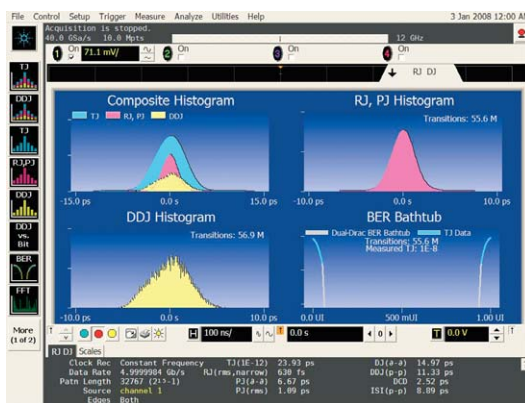 File Control Setup Trigger Measure Analyze Utilities Help 3 Jan 2008 12:00 AM
Acquisition is stopped.
40.0 GSa/s 10.0 Mpts 12 GHz
1 On 71.1 mV/ 2 On 3 On 4 On
RJ DJ
TJ
DDJ
TJ
RJ,PJ
DDJ
DDJ
vs.
Bit
BER
FFT
More
(1 of 2)
Composite Histogram
TJ RJ, PJ DDJ
-15.0 ps 0.0 s 15.0 ps
RJ, PJ Histogram
Transitions: 55.6 M
-10.0 ps 0.0 s 10.0 ps
DDJ Histogram
Transitions: 56.9 M
-15.0 ps 0.0 s 15.0 ps
BER Bathtub
Dual-Dirac BER Bathtub TJ Data
Transitions: 55.6 M
Measured TJ: 1E-8
0.0 UI 500 mUI 1.00 UI
H 100 ns/ T 0.0 s 0 T 0.0 V
RJ DJ Scales
Clock Rec Constant Frequency TJ(1E-12) 23.93 ps DJ(∂-∂) 14.97 ps
Data Rate 4.9999984 Gb/s RJ(rms,narrow) 630 fs DDJ(p-p) 11.33 ps
Patn Length 32767 (2¹⁵-1) PJ(∂-∂) 6.67 ps DCD 2.52 ps
Source channel 1 PJ(rms) 1.09 ps ISI(p-p) 8.89 ps
Edges Both